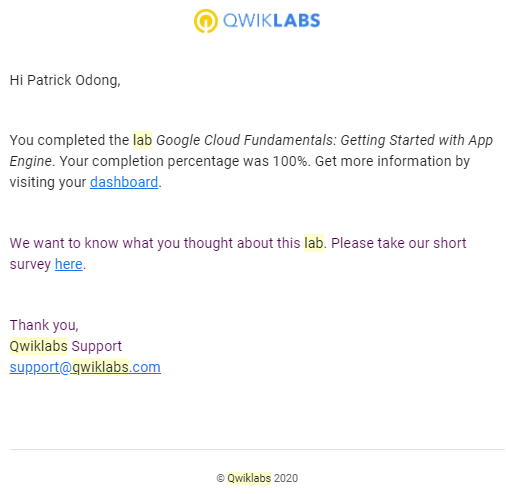 QWIKLABS
Hi Patrick Odong,
You completed the lab Google Cloud Fundamentals: Getting Started with App
Engine. Your completion percentage was 100%. Get more information by
visiting your dashboard.
We want to know what you thought about this lab. Please take our short
survey here.
Thank you,
Qwiklabs Support
support@qwiklabs.com
© Qwiklabs 2020